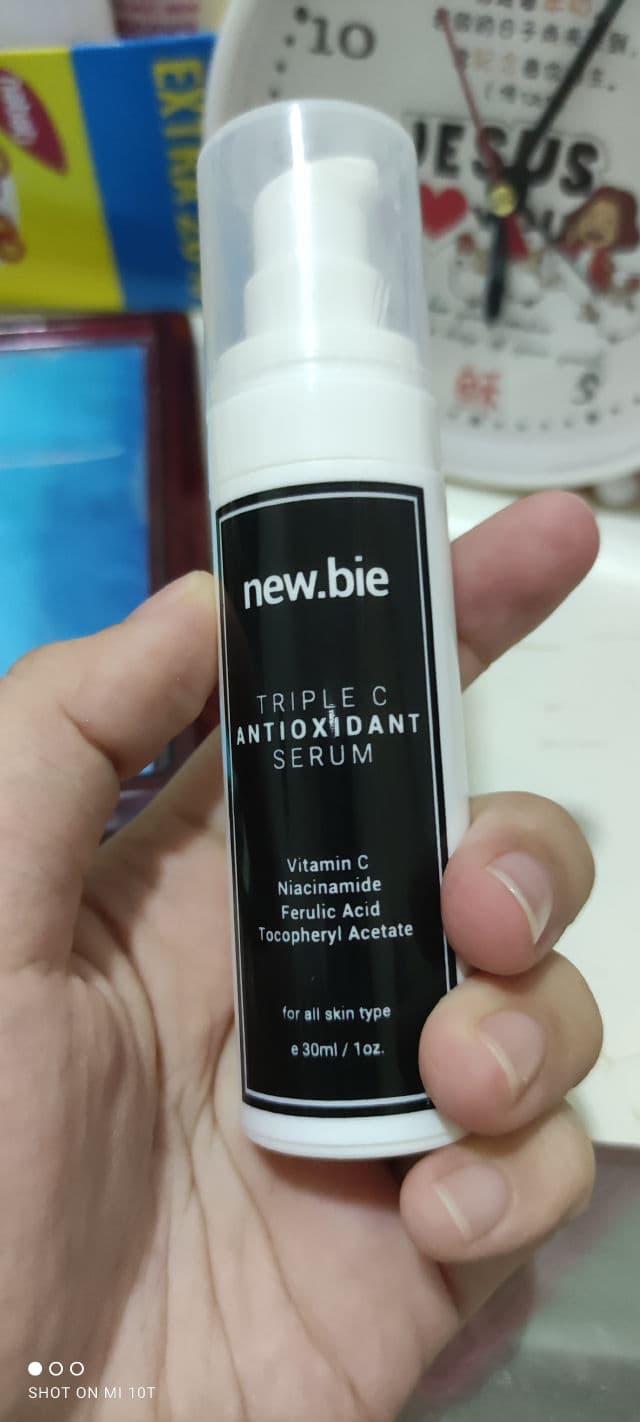 EXTRA
10
JESUS
new.bie
TRIPLE C
ANTIOXIDANT
SERUM
Vitamin C
Niacinamide
Ferulic Acid
Tocopheryl Acetate
for all skin type
e 30ml / 1oz.
SHOT ON MI 10T